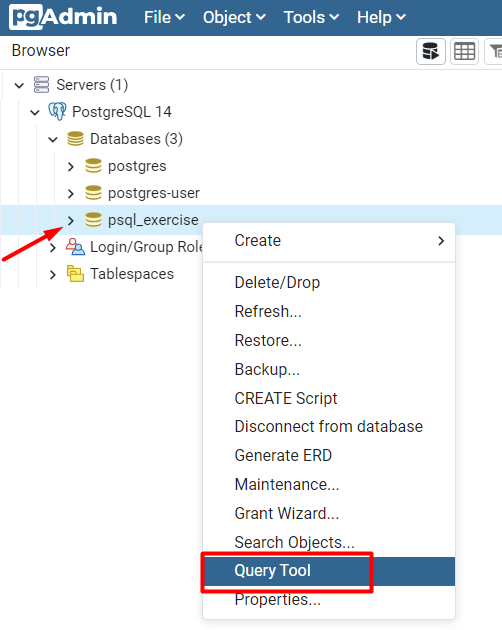 pgAdmin File Object Tools Help
Browser
Servers (1)
PostgreSQL 14
Databases (3)
postgres
postgres-user
psql_exercise
Login/Group Role
Tablespaces
Create
Delete/Drop
Refresh...
Restore...
Backup...
CREATE Script
Disconnect from database
Generate ERD
Maintenance...
Grant Wizard...
Search Objects...
Query Tool
Properties...